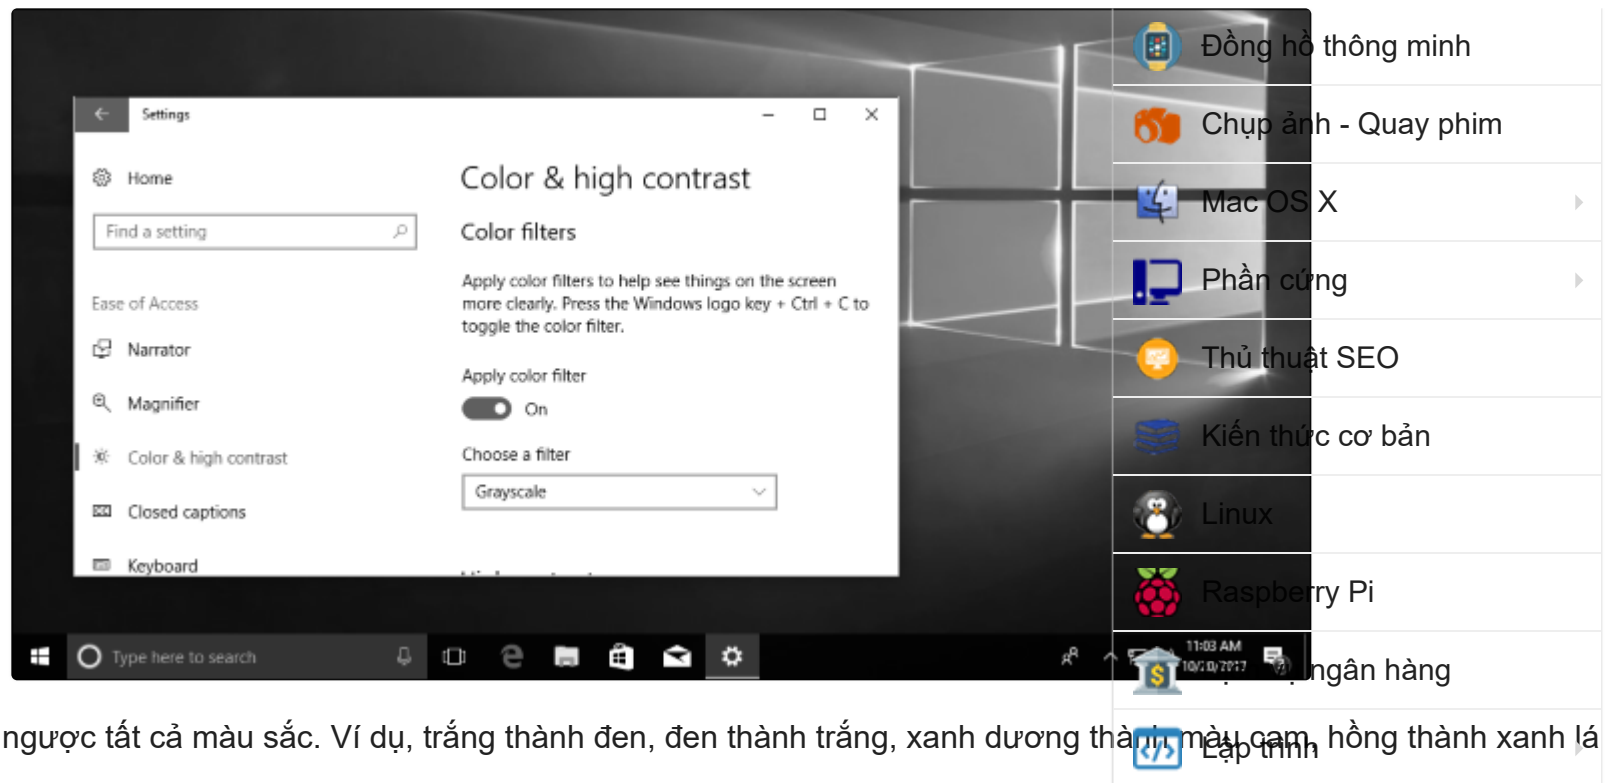 Settings
Home
Find a setting
Ease of Access
Narrator
Magnifier
Color & high contrast
Closed captions
Keyboard
Color & high contrast
Color filters
Apply color filters to help see things on the screen
more clearly. Press the Windows logo key + Ctrl + C to
toggle the color filter.
Apply color filter
On
Choose a filter
Grayscale
Type here to search
11:03 AM
Đồng hồ thông minh
Chụp ảnh - Quay phim
Mac OS X
Phần cứng
Thủ thuật SEO
Kiến thức cơ bản
Linux
Raspberry Pi
ngân hàng
Lập trình
ngược tất cả màu sắc. Ví dụ, trắng thành đen, đen thành trắng, xanh dương thành màu cam, hồng thành xanh lá